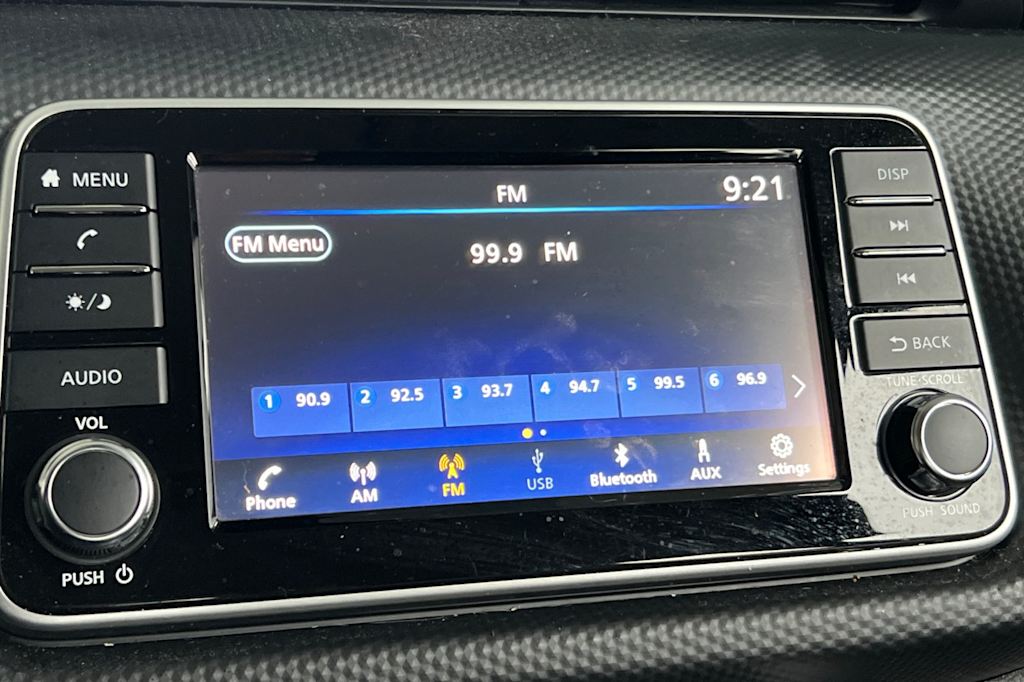 MENU
AUDIO
VOL
PUSH
FM
9:21
FM Menu
99.9 FM
1 90.9
2 92.5
3 93.7
4 94.7
5 99.5
6 96.9
Phone
AM
FM
USB
Bluetooth
AUX
Settings
DISP
BACK
TUNE·SCROLL
PUSH SOUND